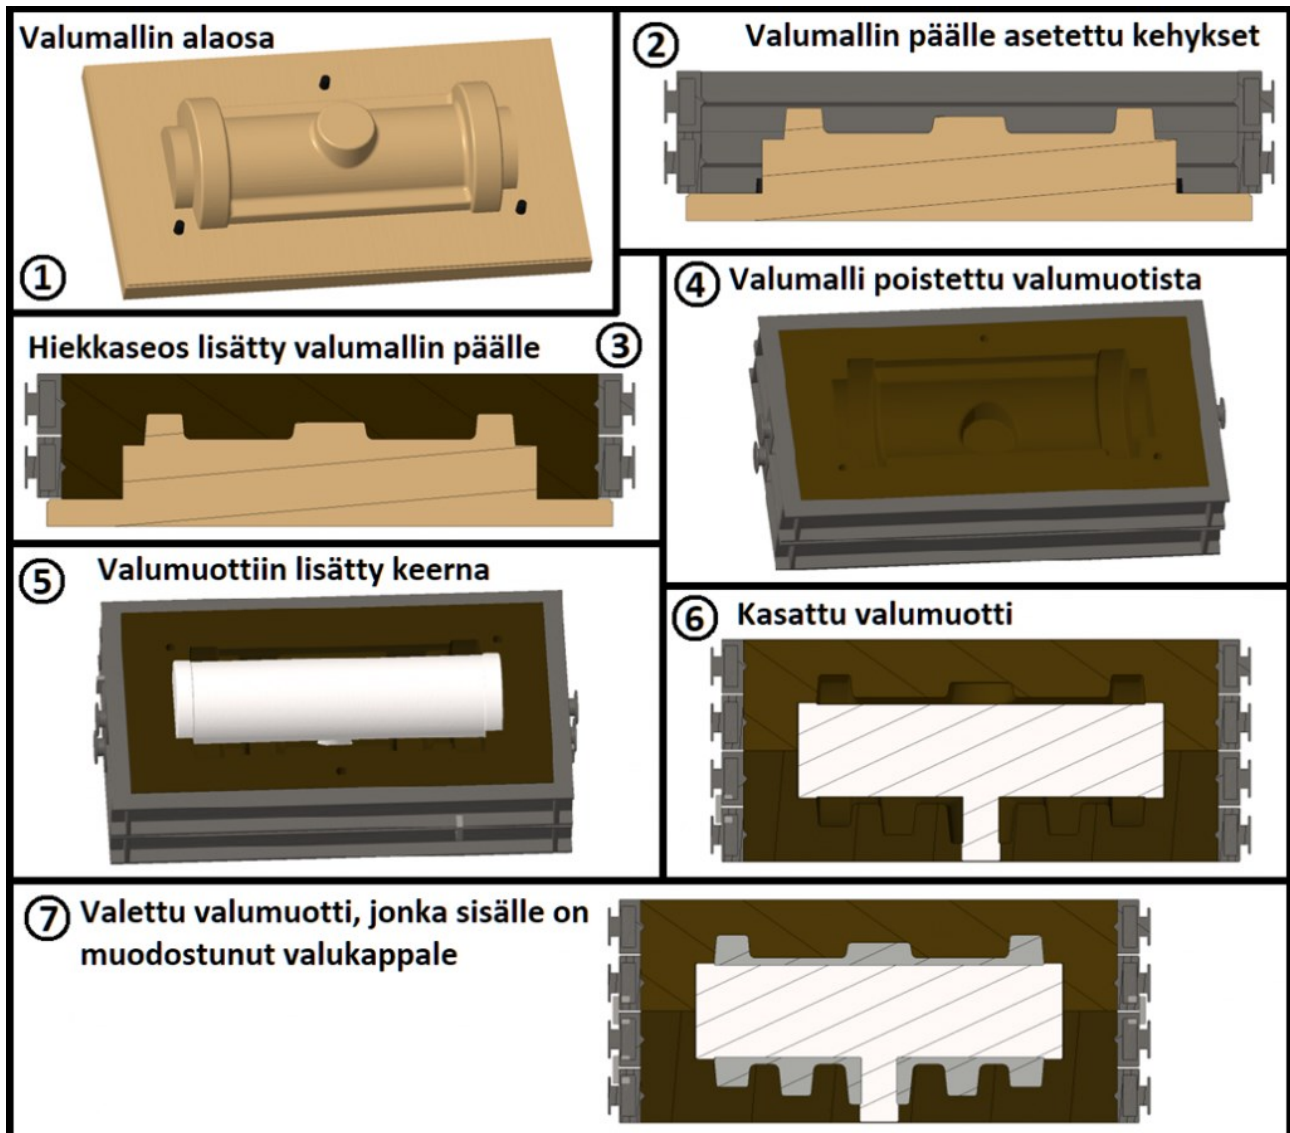 Valumallin alaosa
①
② Valumallin päälle asetettu kehykset
Hiekkaseos lisätty valumallin päälle ③
④ Valumalli poistettu valumuotista
⑤ Valumuottiin lisätty keerna
⑥ Kasattu valumuotti
⑦ Valettu valumuotti, jonka sisälle on
muodostunut valukappale